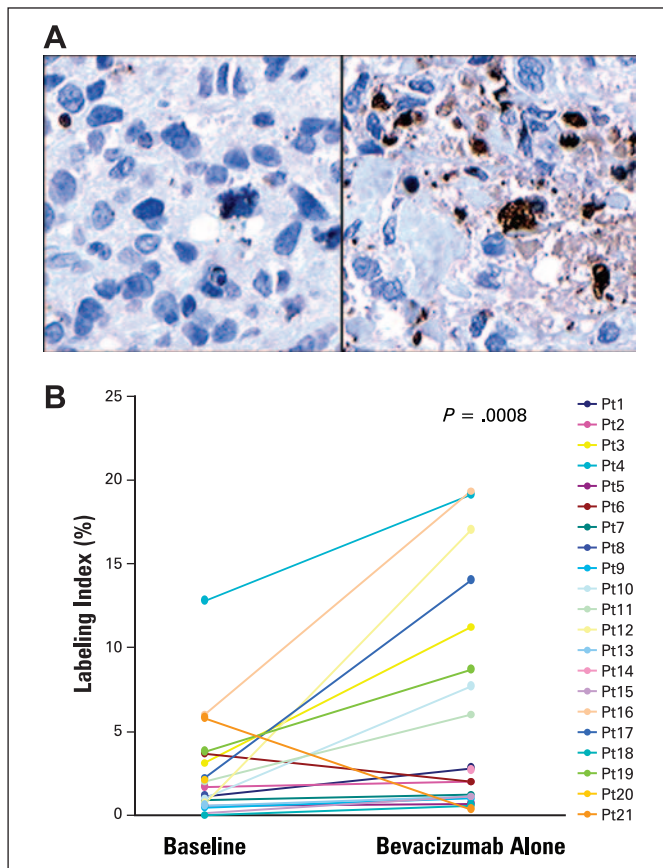 A
B
25
20
15
10
5
0
Labeling Index (%)
P = .0008
Baseline
Bevacizumab Alone
Pt1
Pt2
Pt3
Pt4
Pt5
Pt6
Pt7
Pt8
Pt9
Pt10
Pt11
Pt12
Pt13
Pt14
Pt15
Pt16
Pt17
Pt18
Pt19
Pt20
Pt21